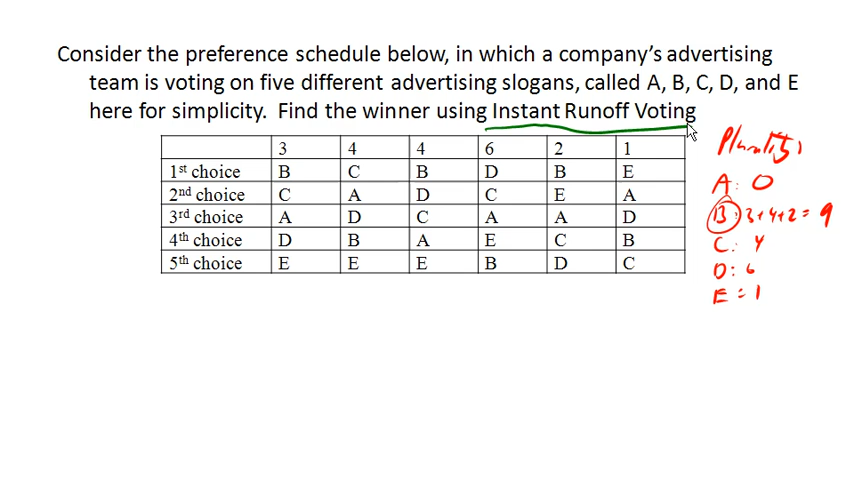 Consider the preference schedule below, in which a company's advertising
team is voting on five different advertising slogans, called A, B, C, D, and E
here for simplicity.  Find the winner using Instant Runoff Voting
3 4 4 6 2 1
1st choice B C B D B E
2nd choice C A D C E A
3rd choice A D C A A D
4th choice D B A E C B
5th choice E E E B D C
Plurality:
A: 0
B: 3+4+2=9
C: 4
D: 6
E = 1